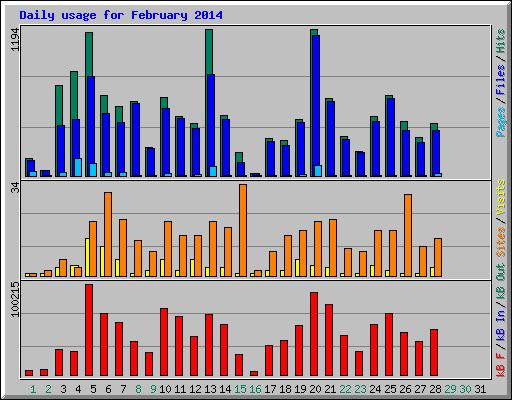 Daily usage for February 2014
1194
Pages / Files / Hits
34
Sites / Visits
100215
kB F / kB In / kB Out
1 2 3 4 5 6 7 8 9 10 11 12 13 14 15 16 17 18 19 20 21 22 23 24 25 26 27 28 29 30 31